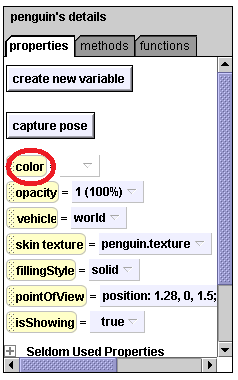 penguin's details
properties methods functions
create new variable
capture pose
color
opacity = 1 (100%)
vehicle = world
skin texture = penguin.texture
fillingStyle = solid
pointOfView = position: 1.28, 0, 1.5;
isShowing = true
Seldom Used Properties